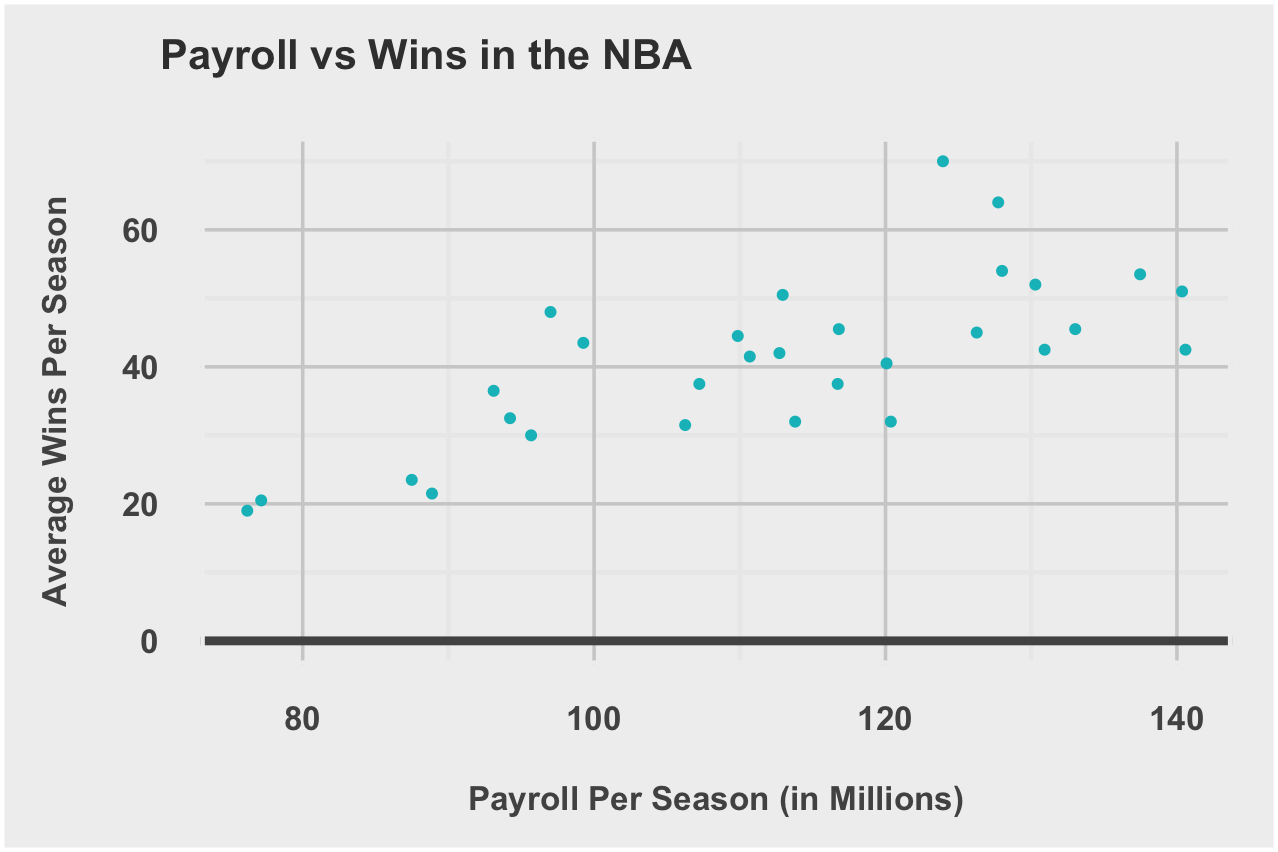 Payroll vs Wins in the NBA
Average Wins Per Season
60
40
20
0
80 100 120 140
Payroll Per Season (in Millions)